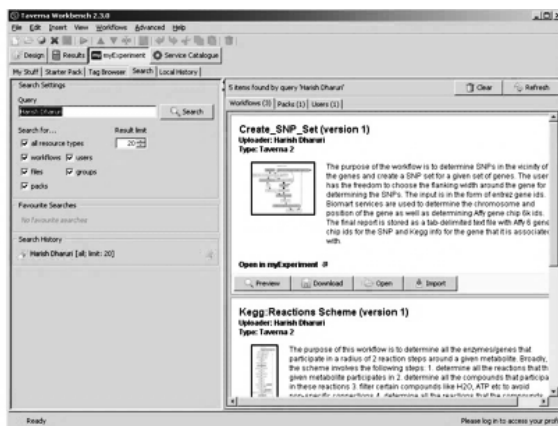 Taverna Workbench 2.3.0
File Edit Insert View Workflows Advanced Help
Design Results myExperiment Service Catalogue
My Stuff Starter Pack Tag Browser Search Local History
Search Settings
Query
Harish Dharuri
Search
Search for...
Result limit
all resource types
20
workflows users
files groups
packs
Favourite Searches
No favourite searches
Search History
Harish Dharuri [all; limit: 20]
5 items found by query 'Harish Dharuri'
Clear
Refresh
Workflows (3) Packs (1) Users (1)
Create_SNP_Set (version 1)
Uploader: Harish Dharuri
Type: Taverna 2
The purpose of the workflow is to determine SNPs in the vicinity of
the genes and create a SNP set for a given set of genes. The user
has the freedom to choose the flanking width around the gene for
determining the SNPs. The input is in the form of entrez gene ids.
Biomart services are used to determine the chromosome and
position of the gene as well as determining Affy gene chip 6k ids.
The final report is stored as a tab-delimited text file with Affy 6 gene
chip ids for the SNP and Kegg info for the gene that it is associated
with.
Open in myExperiment
Preview Download Open Import
Kegg:Reactions Scheme (version 1)
Uploader: Harish Dharuri
Type: Taverna 2
The purpose of this workflow is to determine all the enzymes/genes that
participate in a radius of 2 reaction steps around a given metabolite. Broadly,
the scheme involves the following steps: 1. determine all the reactions that th
given metabolite participates in 2. determine all the compounds that participa
in these reactions 3. filter certain compounds like H2O, ATP etc to avoid
non-specific connections 4. determine all the reactions that the compounds
Ready
Please log in to access your profi